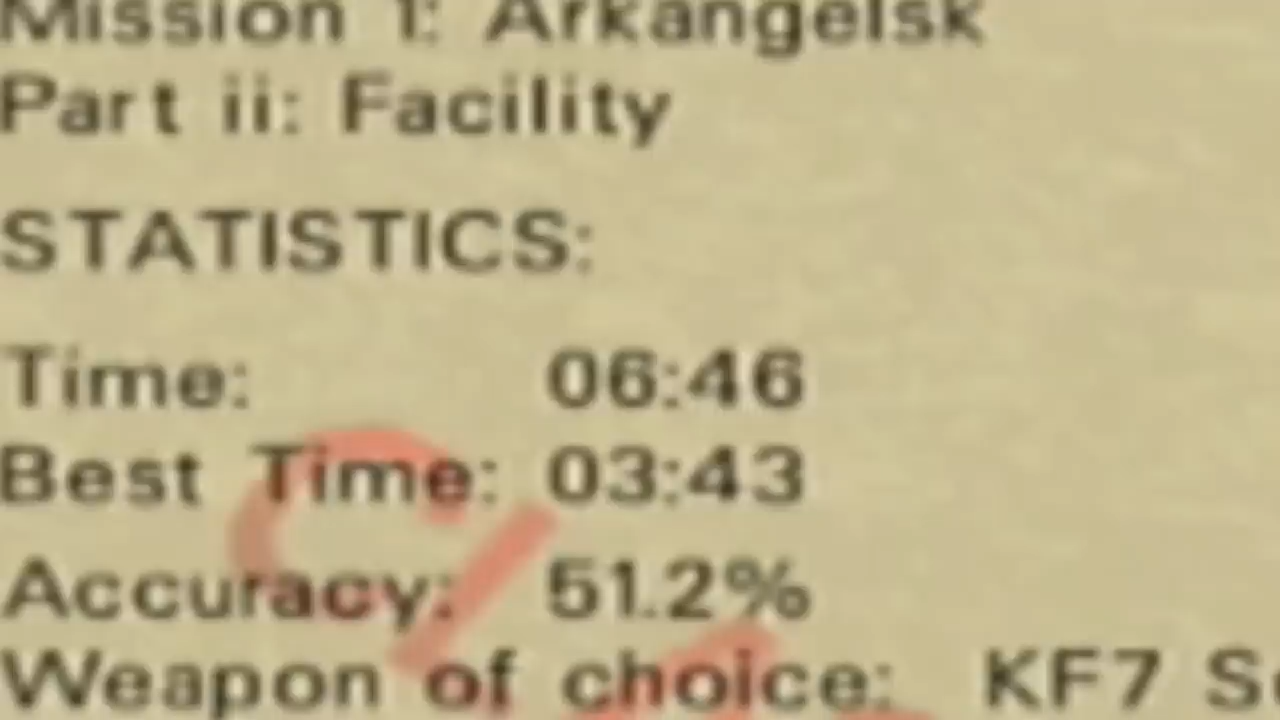 Mission 1: Arkangelsk
Part ii: Facility
STATISTICS:
Time: 06:46
Best Time: 03:43
Accuracy: 51.2%
Weapon of choice: KF7